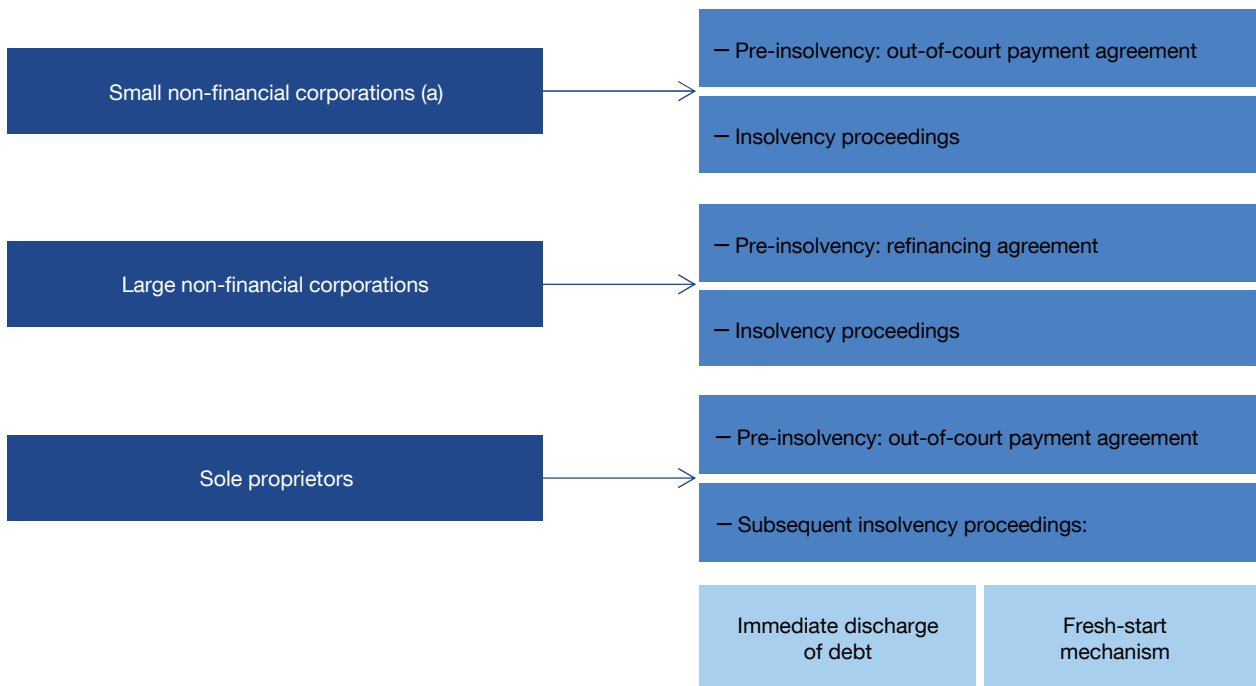 Small non-financial corporations (a)
– Pre-insolvency: out-of-court payment agreement
– Insolvency proceedings
Large non-financial corporations
– Pre-insolvency: refinancing agreement
– Insolvency proceedings
Sole proprietors
– Pre-insolvency: out-of-court payment agreement
– Subsequent insolvency proceedings:
Immediate discharge
of debt
Fresh-start
mechanism